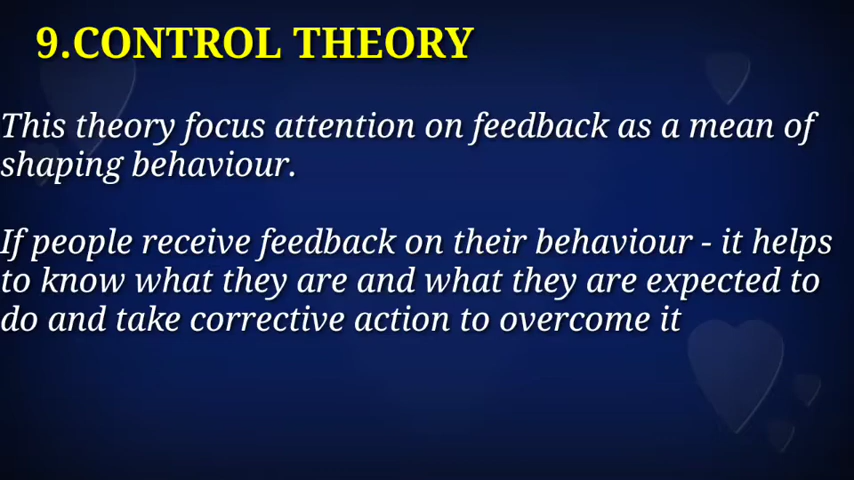 9.CONTROL THEORY
This theory focus attention on feedback as a mean of
shaping behaviour.
If people receive feedback on their behaviour - it helps
to know what they are and what they are expected to
do and take corrective action to overcome it